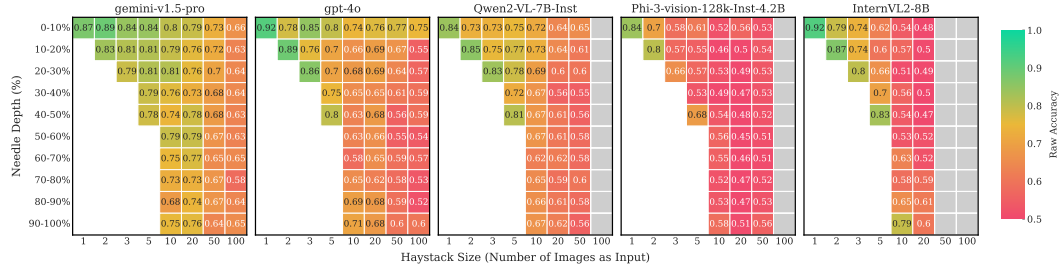 gemini-v1.5-pro gpt-4o Qwen2-VL-7B-Inst Phi-3-vision-128k-Inst-4.2B InternVL2-8B
0-10% 0.87 0.89 0.84 0.84 0.8 0.79 0.73 0.66 0.92 0.78 0.85 0.8 0.74 0.76 0.77 0.75 0.84 0.73 0.73 0.75 0.72 0.64 0.65 0.84 0.7 0.58 0.61 0.52 0.54 0.53 0.92 0.79 0.74 0.62 0.54 0.48 1.0
10-20% 0.83 0.81 0.81 0.79 0.76 0.72 0.63 0.89 0.76 0.7 0.66 0.69 0.67 0.55 0.85 0.75 0.77 0.73 0.64 0.61 0.8 0.57 0.55 0.46 0.5 0.54 0.87 0.74 0.6 0.57 0.5 0.9
20-30% 0.79 0.81 0.81 0.76 0.7 0.64 0.86 0.7 0.68 0.69 0.64 0.57 0.83 0.78 0.69 0.6 0.6 0.66 0.57 0.53 0.49 0.53 0.8 0.66 0.51 0.49
30-40% 0.79 0.76 0.73 0.68 0.64 0.75 0.65 0.65 0.61 0.59 0.72 0.67 0.56 0.55 0.53 0.49 0.47 0.53 0.7 0.56 0.5 0.8
40-50% 0.78 0.74 0.78 0.68 0.63 0.8 0.63 0.68 0.56 0.59 0.81 0.67 0.61 0.56 0.68 0.54 0.48 0.52 0.83 0.54 0.47
50-60% 0.79 0.79 0.67 0.63 0.63 0.66 0.55 0.54 0.67 0.61 0.58 0.56 0.45 0.51 0.53 0.52 0.7
60-70% 0.75 0.77 0.65 0.65 0.58 0.65 0.59 0.57 0.62 0.62 0.58 0.55 0.46 0.51 0.63 0.52
70-80% 0.73 0.73 0.67 0.58 0.65 0.62 0.58 0.53 0.65 0.59 0.6 0.52 0.47 0.52 0.58 0.58 0.6
80-90% 0.68 0.74 0.67 0.62 0.69 0.68 0.59 0.52 0.66 0.59 0.56 0.53 0.47 0.53 0.65 0.61
90-100% 0.75 0.76 0.64 0.65 0.71 0.68 0.6 0.6 0.67 0.62 0.56 0.58 0.51 0.56 0.79 0.6 0.5
1 2 3 5 10 20 50 100 1 2 3 5 10 20 50 100 1 2 3 5 10 20 50 100 1 2 3 5 10 20 50 100 1 2 3 5 10 20 50 100
Needle Depth (%)
Haystack Size (Number of Images as Input)
Raw Accuracy